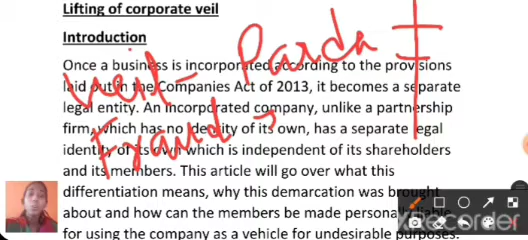 Lifting of corporate veil
Introduction
Once a business is incorporated according to the provisions
laid out in the Companies Act of 2013, it becomes a separate
legal entity. An incorporated company, unlike a partnership
firm, which has no identity of its own, has a separate legal
identity of its own which is independent of its shareholders
and its members. This article will go over what this
differentiation means, why this demarcation was brought
about and how can the members be made personally liable
for using the company as a vehicle for undesirable purposes.
Veil - Parda
Fraud